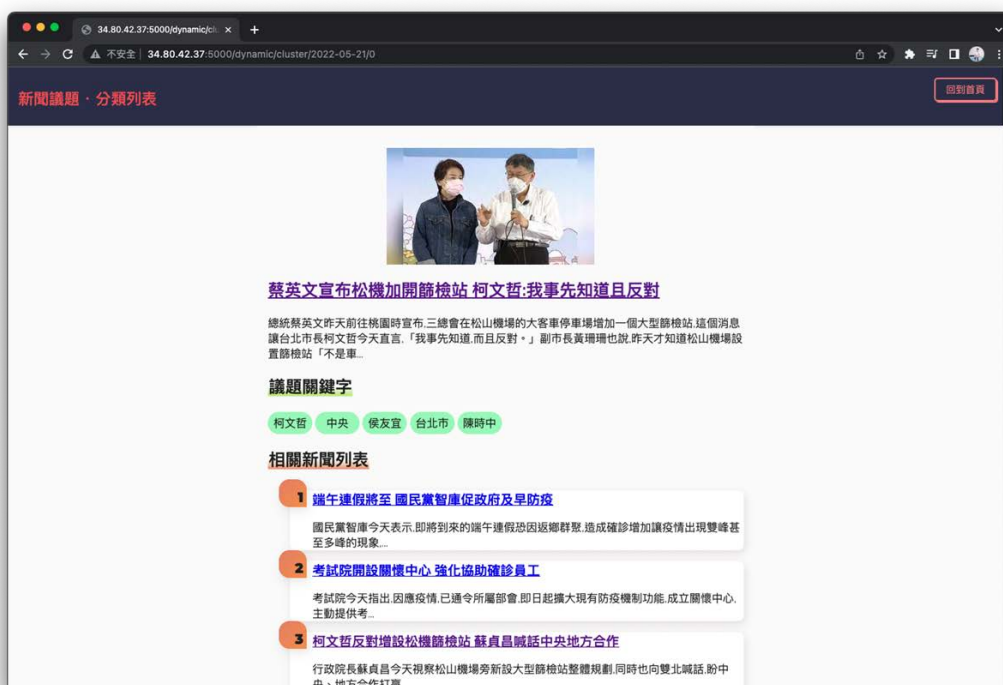 34.80.42.37:5000/dynamic/cl
不安全 34.80.42.37:5000/dynamic/cluster/2022-05-21/0
新聞議題 · 分類列表
回到首頁
蔡英文宣布松機加開篩檢站 柯文哲:我事先知道且反對
總統蔡英文昨天前往桃園時宣布,三總會在松山機場的大客車停車場增加一個大型篩檢站,這個消息
讓台北市長柯文哲今天直言,「我事先知道,而且反對。」副市長黃珊珊也說,昨天才知道松山機場設
置篩檢站「不是車...
議題關鍵字
柯文哲 中央 侯友宜 台北市 陳時中
相關新聞列表
1 端午連假將至 國民黨智庫促政府及早防疫
國民黨智庫今天表示,即將到來的端午連假恐因返鄉群聚,造成確診增加讓疫情出現雙峰甚
至多峰的現象,...
2 考試院開設關懷中心 強化協助確診員工
考試院今天指出,因應疫情,已通令所屬部會,即日起擴大現有防疫機制功能,成立關懷中心,
主動提供考...
3 柯文哲反對增設松機篩檢站 蘇貞昌喊話中央地方合作
行政院長蘇貞昌今天視察松山機場旁新設大型篩檢站整體規劃,同時也向雙北喊話,盼中
央、地方合作打贏